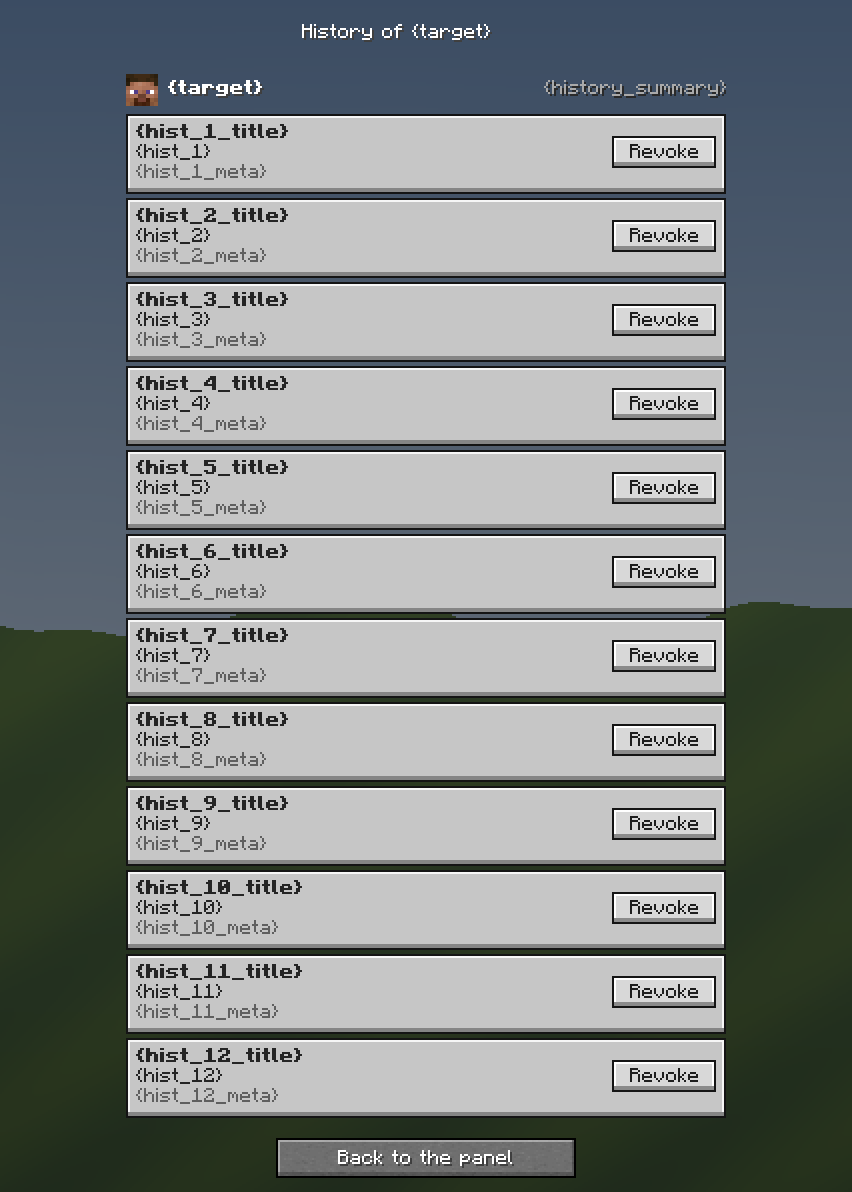 History of {target}
{target} {history_summary}
{hist_1_title}
{hist_1}
Revoke
{hist_1_meta}
{hist_2_title}
{hist_2}
Revoke
{hist_2_meta}
{hist_3_title}
{hist_3}
Revoke
{hist_3_meta}
{hist_4_title}
{hist_4}
Revoke
{hist_4_meta}
{hist_5_title}
{hist_5}
Revoke
{hist_5_meta}
{hist_6_title}
{hist_6}
Revoke
{hist_6_meta}
{hist_7_title}
{hist_7}
Revoke
{hist_7_meta}
{hist_8_title}
{hist_8}
Revoke
{hist_8_meta}
{hist_9_title}
{hist_9}
Revoke
{hist_9_meta}
{hist_10_title}
{hist_10}
Revoke
{hist_10_meta}
{hist_11_title}
{hist_11}
Revoke
{hist_11_meta}
{hist_12_title}
{hist_12}
Revoke
{hist_12_meta}
Back to the panel